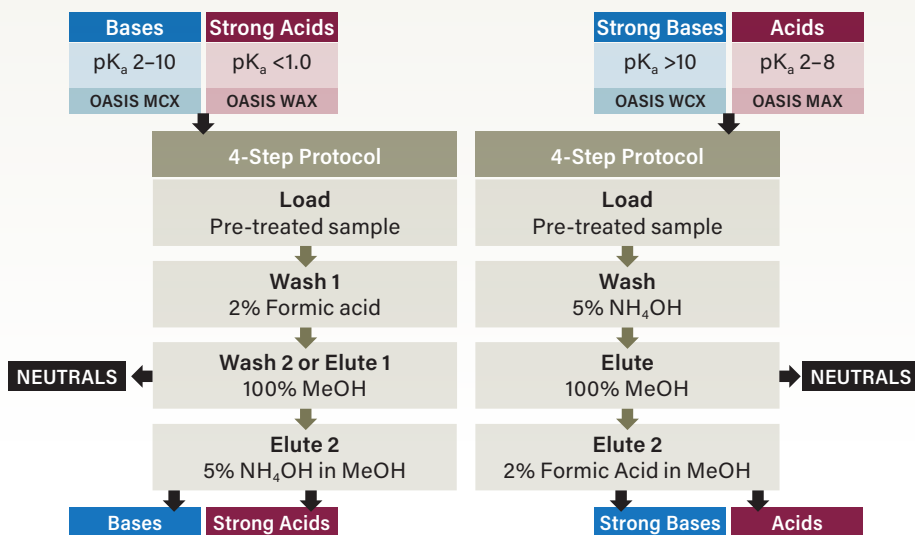 Bases
pKₐ 2–10
OASIS MCX
Strong Acids
pKₐ <1.0
OASIS WAX
4-Step Protocol
Load
Pre-treated sample
Wash 1
2% Formic acid
Wash 2 or Elute 1
100% MeOH
NEUTRALS
Elute 2
5% NH₄OH in MeOH
Bases
Strong Acids
Strong Bases
pKₐ >10
OASIS WCX
Acids
pKₐ 2–8
OASIS MAX
4-Step Protocol
Load
Pre-treated sample
Wash
5% NH₄OH
Elute
100% MeOH
NEUTRALS
Elute 2
2% Formic Acid in MeOH
Strong Bases
Acids